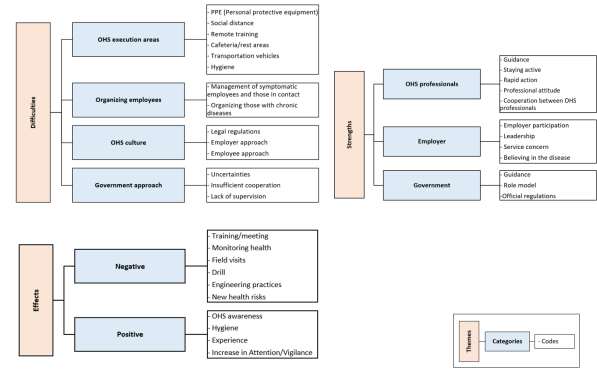 Difficulties
OHS execution areas
- PPE (Personal protective equipment)
- Social distance
- Remote training
- Cafeteria/rest areas
- Transportation vehicles
- Hygiene
Organizing employees
- Management of symptomatic
employees and those in contact
- Organizing those with chronic
diseases
OHS culture
- Legal regulations
- Employer approach
- Employee approach
Government approach
- Uncertainties
- Insufficient cooperation
- Lack of supervision
Strengths
OHS professionals
- Guidance
- Staying active
- Rapid action
- Professional attitude
- Cooperation between OHS
professionals
Employer
- Employer participation
- Leadership
- Service concern
- Believing in the disease
Government
- Guidance
- Role model
-Official regulations
Effects
Negative
- Training/meeting
- Monitoring health
- Field visits
- Drill
- Engineering practices
- New health risks
Positive
- OHS awareness
- Hygiene
- Experience
- Increase in Attention/Vigilance
Themes
Categories
- Codes